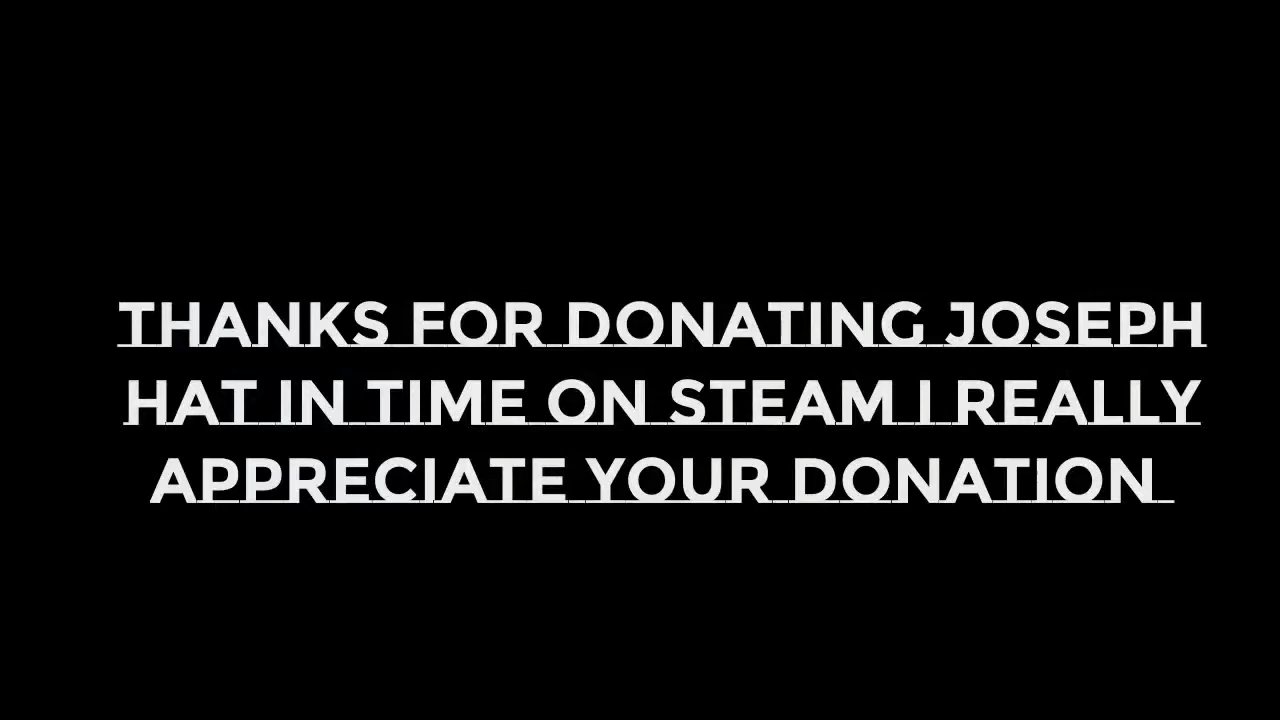 THANKS FOR DONATING JOSEPH
HAT IN TIME ON STEAM I REALLY
APPRECIATE YOUR DONATION